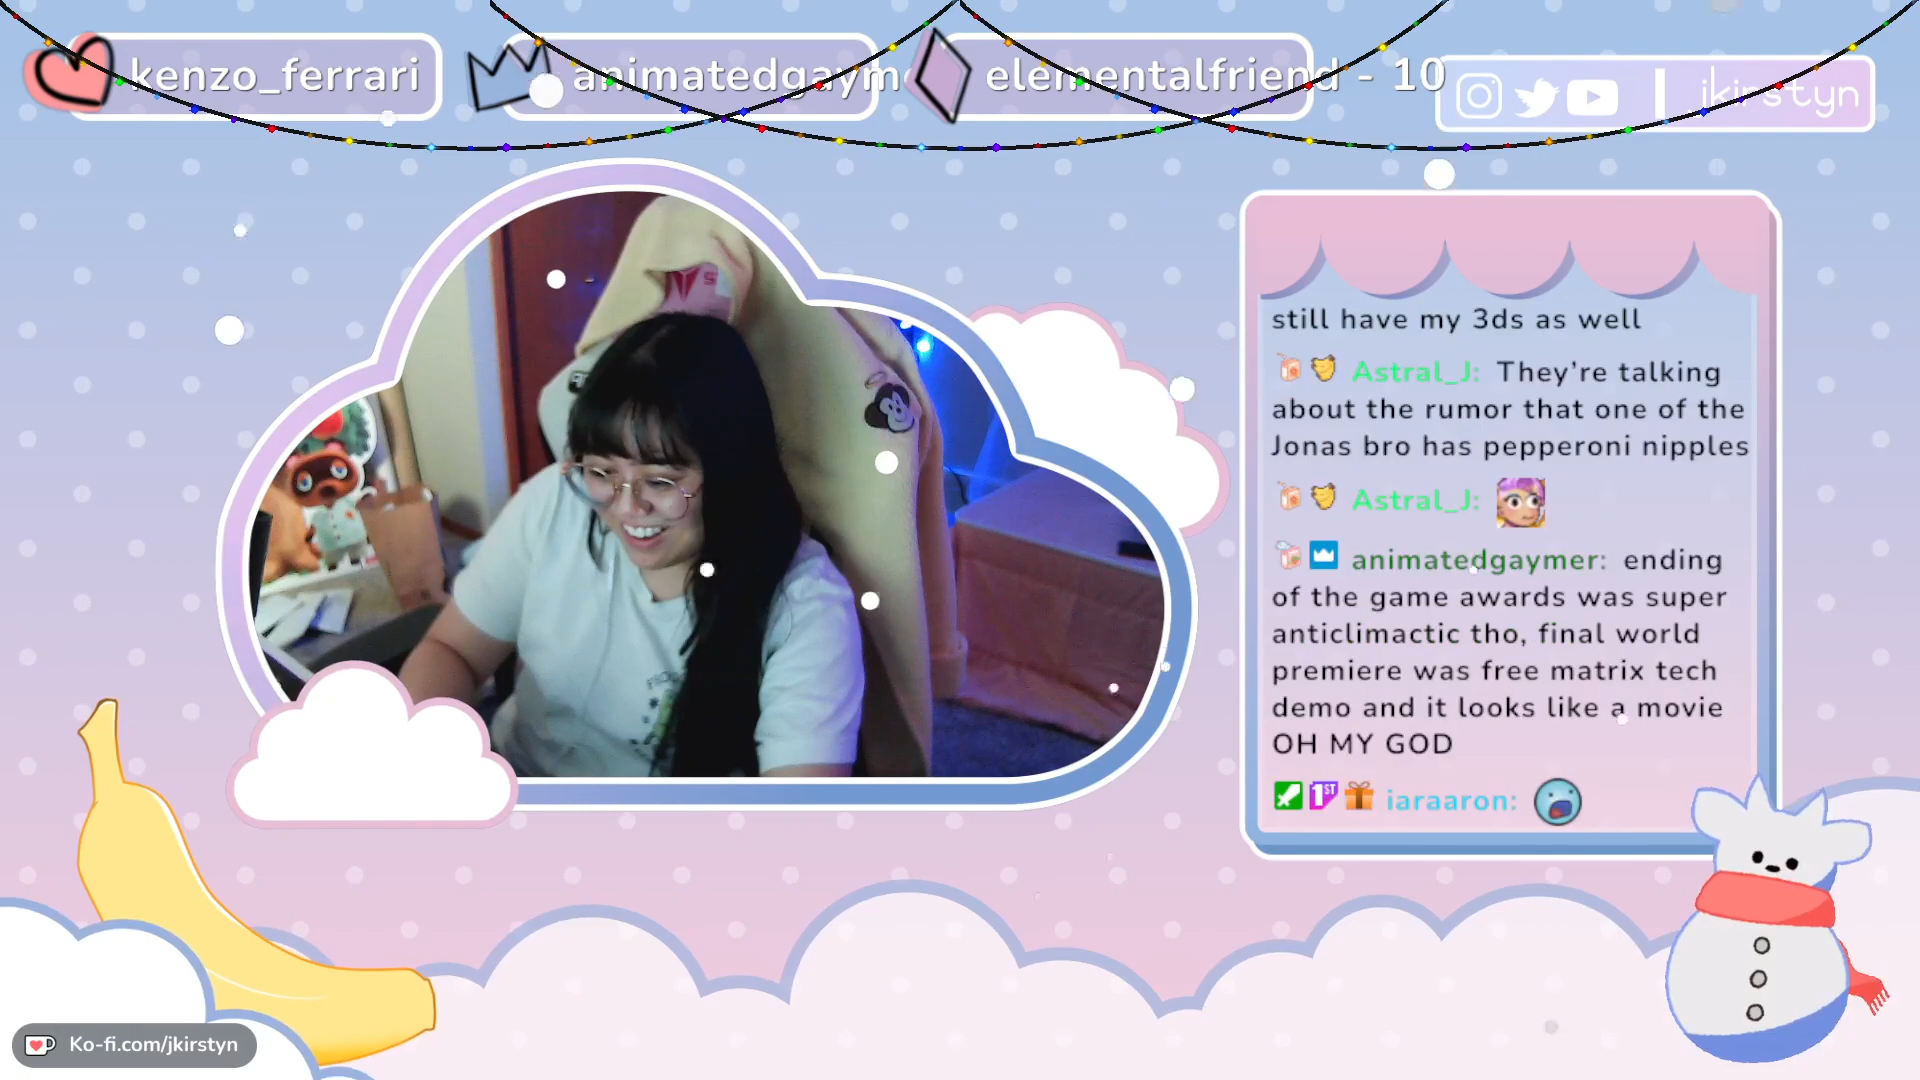 kenzo_ferrari
animatedgaym
elementalfriend - 10
jkirstyn
still have my 3ds as well
Astral_J: They're talking
about the rumor that one of the
Jonas bro has pepperoni nipples
Astral_J:
animatedgaymer: ending
of the game awards was super
anticlimactic tho, final world
premiere was free matrix tech
demo and it looks like a movie
OH MY GOD
1ST iaraaron:
Ko-fi.com/jkirstyn